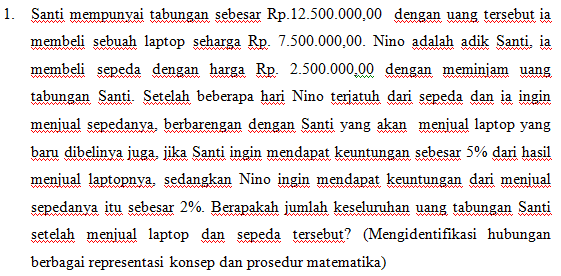 1. Santi mempunyai tabungan sebesar Rp.12.500.000,00 dengan uang tersebut ia
membeli sebuah laptop seharga Rp. 7.500.000,00. Nino adalah adik Santi, ia
membeli sepeda dengan harga Rp. 2.500.000,00 dengan meminjam uang
tabungan Santi. Setelah beberapa hari Nino terjatuh dari sepeda dan ia ingin
menjual sepedanya, berbarengan dengan Santi yang akan menjual laptop yang
baru dibelinya juga, jika Santi ingin mendapat keuntungan sebesar 5% dari hasil
menjual laptopnya, sedangkan Nino ingin mendapat keuntungan dari menjual
sepedanya itu sebesar 2%. Berapakah jumlah keseluruhan uang tabungan Santi
setelah menjual laptop dan sepeda tersebut? (Mengidentifikasi hubungan
berbagai representasi konsep dan prosedur matematika)